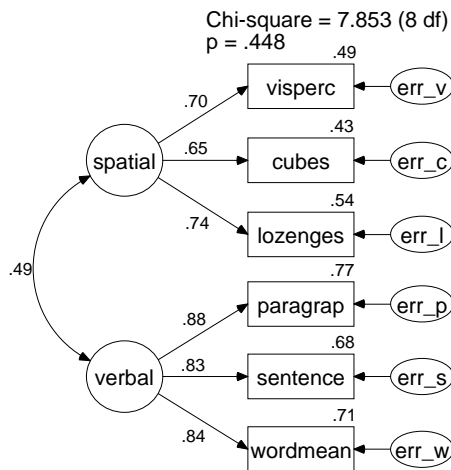 Chi-square = 7.853 (8 df)
p = .448
.49
visperc
err_v
.70
.43
spatial
.65
cubes
err_c
.54
.74
lozenges
err_l
.49
.77
paragrap
err_p
.88
.68
verbal
.83
sentence
err_s
.71
.84
wordmean
err_w